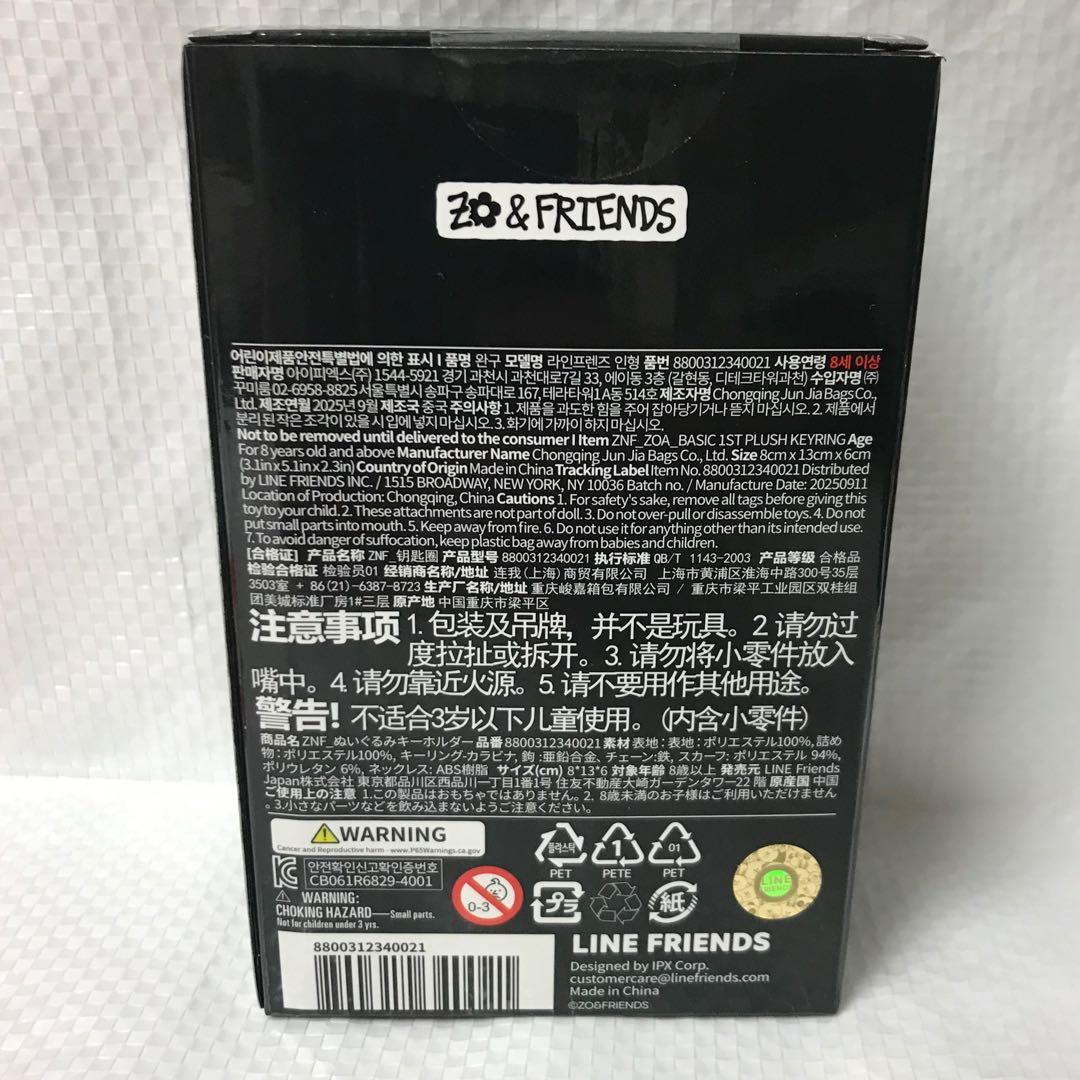 ZO & FRIENDS
어린이제품안전특별법에 의한 표시 I 품명 완구 모델명 라인프렌즈 인형 품번 8800312340021 사용연령 8세 이상
판매자명 아이피엑스(주) 1544-5921 경기 과천시 과천대로7길 33, 에이동 3층 (갈현동, 디테크타워과천) 수입자명 (주)
꾸미룸 02-6958-8825 서울특별시 송파구 송파대로 167, 테라타워1 A동 514호 제조자명 Chongqing Jun Jia Bags Co.,
Ltd. 제조연월 2025년 9월 제조국 중국 주의사항 1. 제품을 과도한 힘을 주어 잡아당기거나 뜯지 마십시오. 2. 제품에서
분리된 작은 조각이 있을 시 입에 넣지 마십시오. 3. 화기에 가까이 하지 마십시오.
Not to be removed until delivered to the consumer I Item ZNF_ZOA_BASIC 1ST PLUSH KEYRING Age
For 8 years old and above Manufacturer Name Chongqing Jun Jia Bags Co., Ltd. Size 8cm x 13cm x 6cm
(3.1in x 5.1in x 2.3in) Country of Origin Made in China Tracking Label Item No. 8800312340021 Distributed
by LINE FRIENDS INC. / 1515 BROADWAY, NEW YORK, NY 10036 Batch no. / Manufacture Date: 20250911
Location of Production: Chongqing, China Cautions 1. For safety's sake, remove all tags before giving this
toy to your child. 2. These attachments are not part of doll. 3. Do not over-pull or disassemble toys. 4. Do not
put small parts into mouth. 5. Keep away from fire. 6. Do not use it for anything other than its intended use.
7. To avoid danger of suffocation, keep plastic bag away from babies and children.
[合格证] 产品名称 ZNF_钥匙圈 产品型号 8800312340021 执行标准 QB/T 1143-2003 产品等级 合格品
检验合格证 检验员01 经销商名称/地址 连我 (上海) 商贸有限公司 上海市黄浦区淮海中路300号35层
3503室 + 86(21)-6387-8723 生产厂名称/地址 重庆峻嘉箱包有限公司 / 重庆市梁平工业园区双桂组
团美城标准厂房1#三层 原产地 中国重庆市梁平区
注意事项 1. 包装及吊牌，并不是玩具。2 请勿过
度拉扯或拆开。3. 请勿将小零件放入
嘴中。4. 请勿靠近火源。5. 请不要用作其他用途。
警告! 不适合3岁以下儿童使用。(内含小零件)
商品名 ZNF_ぬいぐるみキーホルダー 品番 8800312340021 素材 表地 : 表地 : ポリエステル100%, 詰め
物 : ポリエステル100%, キーリング-カラビナ, 鉤 :亜鉛合金, チェーン:鉄, スカーフ: ポリエステル 94%,
ポリウレタン 6%, ネックレス: ABS樹脂 サイズ(cm) 8*13*6 対象年齢 8歳以上 発売元 LINE Friends
Japan株式会社 東京都品川区西品川一丁目1番1号 住友不動産大崎ガーデンタワー22 階 原産国 中国
ご使用上の注意 1.この製品はおもちゃではありません。2. 8歳未満のお子様はご利用いただけません
。3.小さなパーツなどを飲み込まないようご注意ください。
WARNING
Cancer and Reproductive harm - www.P65Warnings.ca.gov
안전확인신고확인증번호
CB061R6829-4001
WARNING:
CHOKING HAZARD—Small parts.
Not for children under 3 yrs.
0-3
플라스틱
PET
1
PETE
01
PET
プラ
紙
LINE
FRIENDS
8800312340021
LINE FRIENDS
Designed by IPX Corp.
customercare@linefriends.com
Made in China
©ZO&FRIENDS